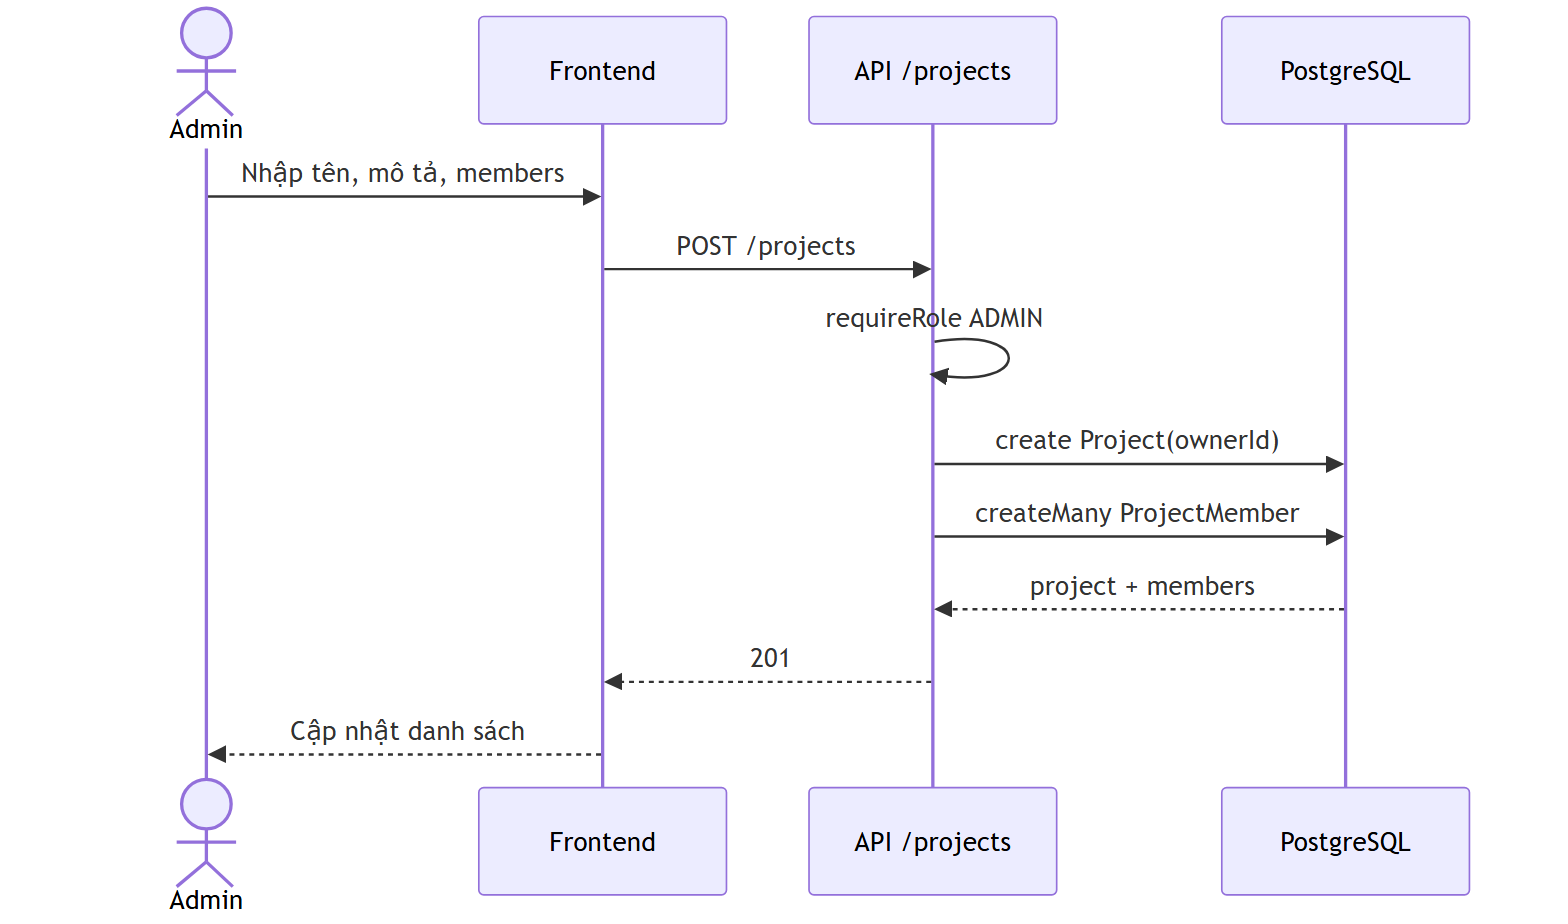 Admin
Frontend
API /projects
PostgreSQL
Nhập tên, mô tả, members
POST /projects
requireRole ADMIN
create Project(ownerId)
createMany ProjectMember
project + members
201
Cập nhật danh sách
Admin
Frontend
API /projects
PostgreSQL